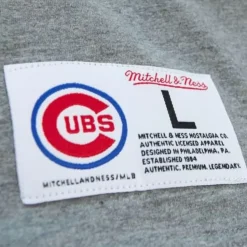 Mitchell & Ness
CUBS
L
MITCHELL & NESS NOSTALGIA CO.
AUTHENTIC LICENSED APPAREL
DESIGNED IN PHILADELPHIA, PA
ESTABLISHED 1904
AUTHENTIC. PREMIUM. LEGENDARY.
MITCHELLANDNESS/MLB